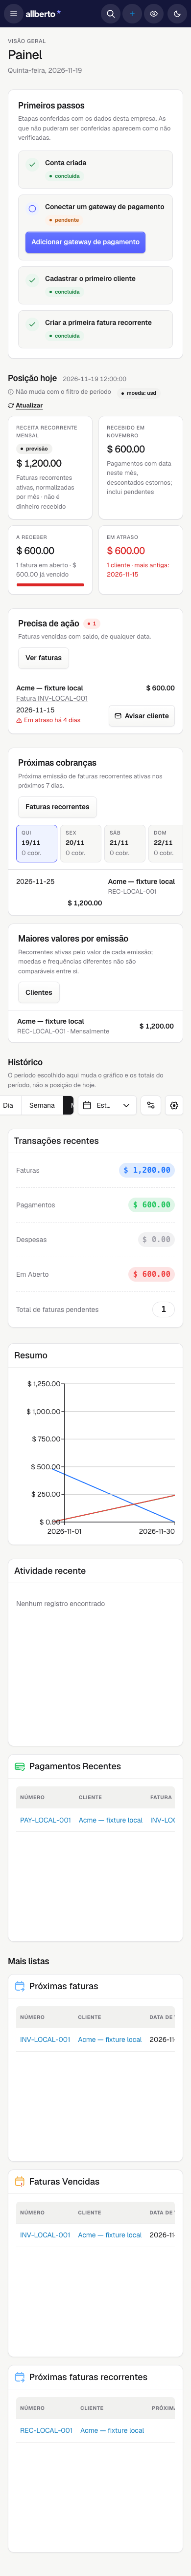 allberto
VISÃO GERAL
Painel
Quinta-feira, 2026-11-19
Primeiros passos
Etapas conferidas com os dados desta empresa. As
que não puderam ser conferidas aparecem como não
verificadas.
Conta criada
concluída
Conectar um gateway de pagamento
pendente
Adicionar gateway de pagamento
Cadastrar o primeiro cliente
concluída
Criar a primeira fatura recorrente
concluída
Posição hoje 2026-11-19 12:00:00
Não muda com o filtro de período
moeda: usd
Atualizar
RECEITA RECORRENTE
MENSAL
previsão
$ 1,200.00
Faturas recorrentes
ativas, normalizadas
por mês · não é
dinheiro recebido
RECEBIDO EM
NOVEMBRO
$ 600.00
Pagamentos com data
neste mês,
descontados estornos;
inclui pendentes
A RECEBER
$ 600.00
1 fatura em aberto · $
600.00 já vencido
EM ATRASO
$ 600.00
1 cliente · mais antiga:
2026-11-15
Precisa de ação 1
Faturas vencidas com saldo, de qualquer data.
Ver faturas
Acme — fixture local $ 600.00
Fatura INV-LOCAL-001
2026-11-15
Em atraso há 4 dias
Avisar cliente
Próximas cobranças
Próxima emissão de faturas recorrentes ativas nos
próximos 7 dias.
Faturas recorrentes
QUI
19/11
0 cobr.
SEX
20/11
0 cobr.
SÁB
21/11
0 cobr.
DOM
22/11
0 cobr.
2026-11-25 Acme — fixture local
REC-LOCAL-001
$ 1,200.00
Maiores valores por emissão
Recorrentes ativas pelo valor de cada emissão;
moedas e frequências diferentes não são
comparáveis entre si.
Clientes
Acme — fixture local
REC-LOCAL-001 · Mensalmente
$ 1,200.00
Histórico
O período escolhido aqui muda o gráfico e os totais do
período, não a posição de hoje.
Dia Semana
Est...
Transações recentes
Faturas $ 1,200.00
Pagamentos $ 600.00
Despesas $ 0.00
Em Aberto $ 600.00
Total de faturas pendentes 1
Resumo
$ 1,250.00
$ 1,000.00
$ 750.00
$ 500.00
$ 250.00
$ 0.00
2026-11-01 2026-11-30
Atividade recente
Nenhum registro encontrado
Pagamentos Recentes
NÚMERO CLIENTE FATURA
PAY-LOCAL-001 Acme — fixture local INV-LOC
Mais listas
Próximas faturas
NÚMERO CLIENTE DATA DE
INV-LOCAL-001 Acme — fixture local 2026-11
Faturas Vencidas
NÚMERO CLIENTE DATA DE
INV-LOCAL-001 Acme — fixture local 2026-11
Próximas faturas recorrentes
NÚMERO CLIENTE PRÓXIM
REC-LOCAL-001 Acme — fixture local